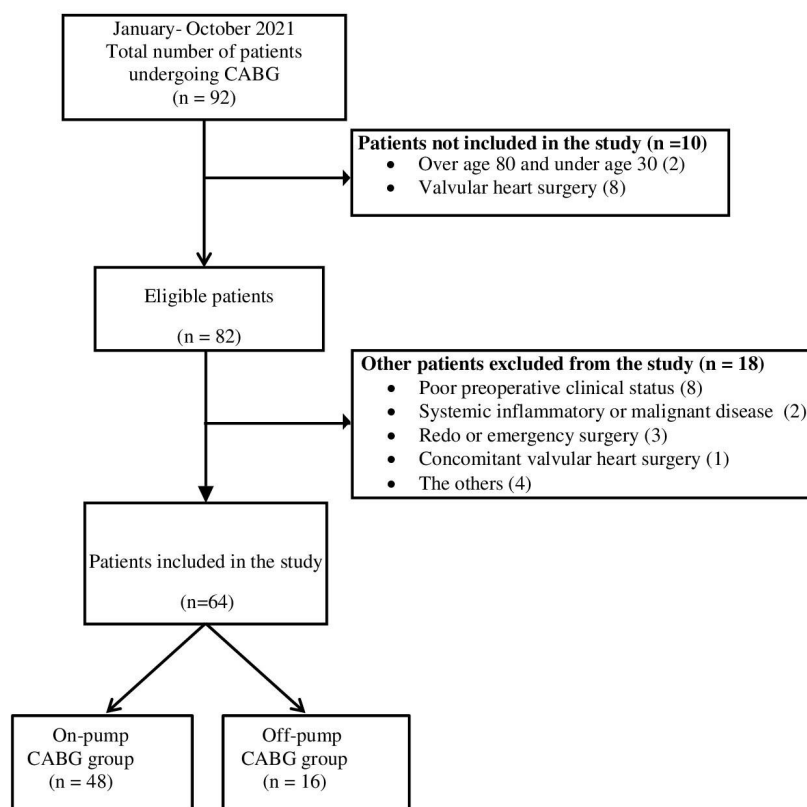 January- October 2021
Total number of patients
undergoing CABG
(n = 92)
Patients not included in the study (n =10)
• Over age 80 and under age 30 (2)
• Valvular heart surgery (8)
Eligible patients
(n = 82)
Other patients excluded from the study (n = 18)
• Poor preoperative clinical status (8)
• Systemic inflammatory or malignant disease (2)
• Redo or emergency surgery (3)
• Concomitant valvular heart surgery (1)
• The others (4)
Patients included in the study
(n=64)
On-pump
CABG group
(n = 48)
Off-pump
CABG group
(n = 16)